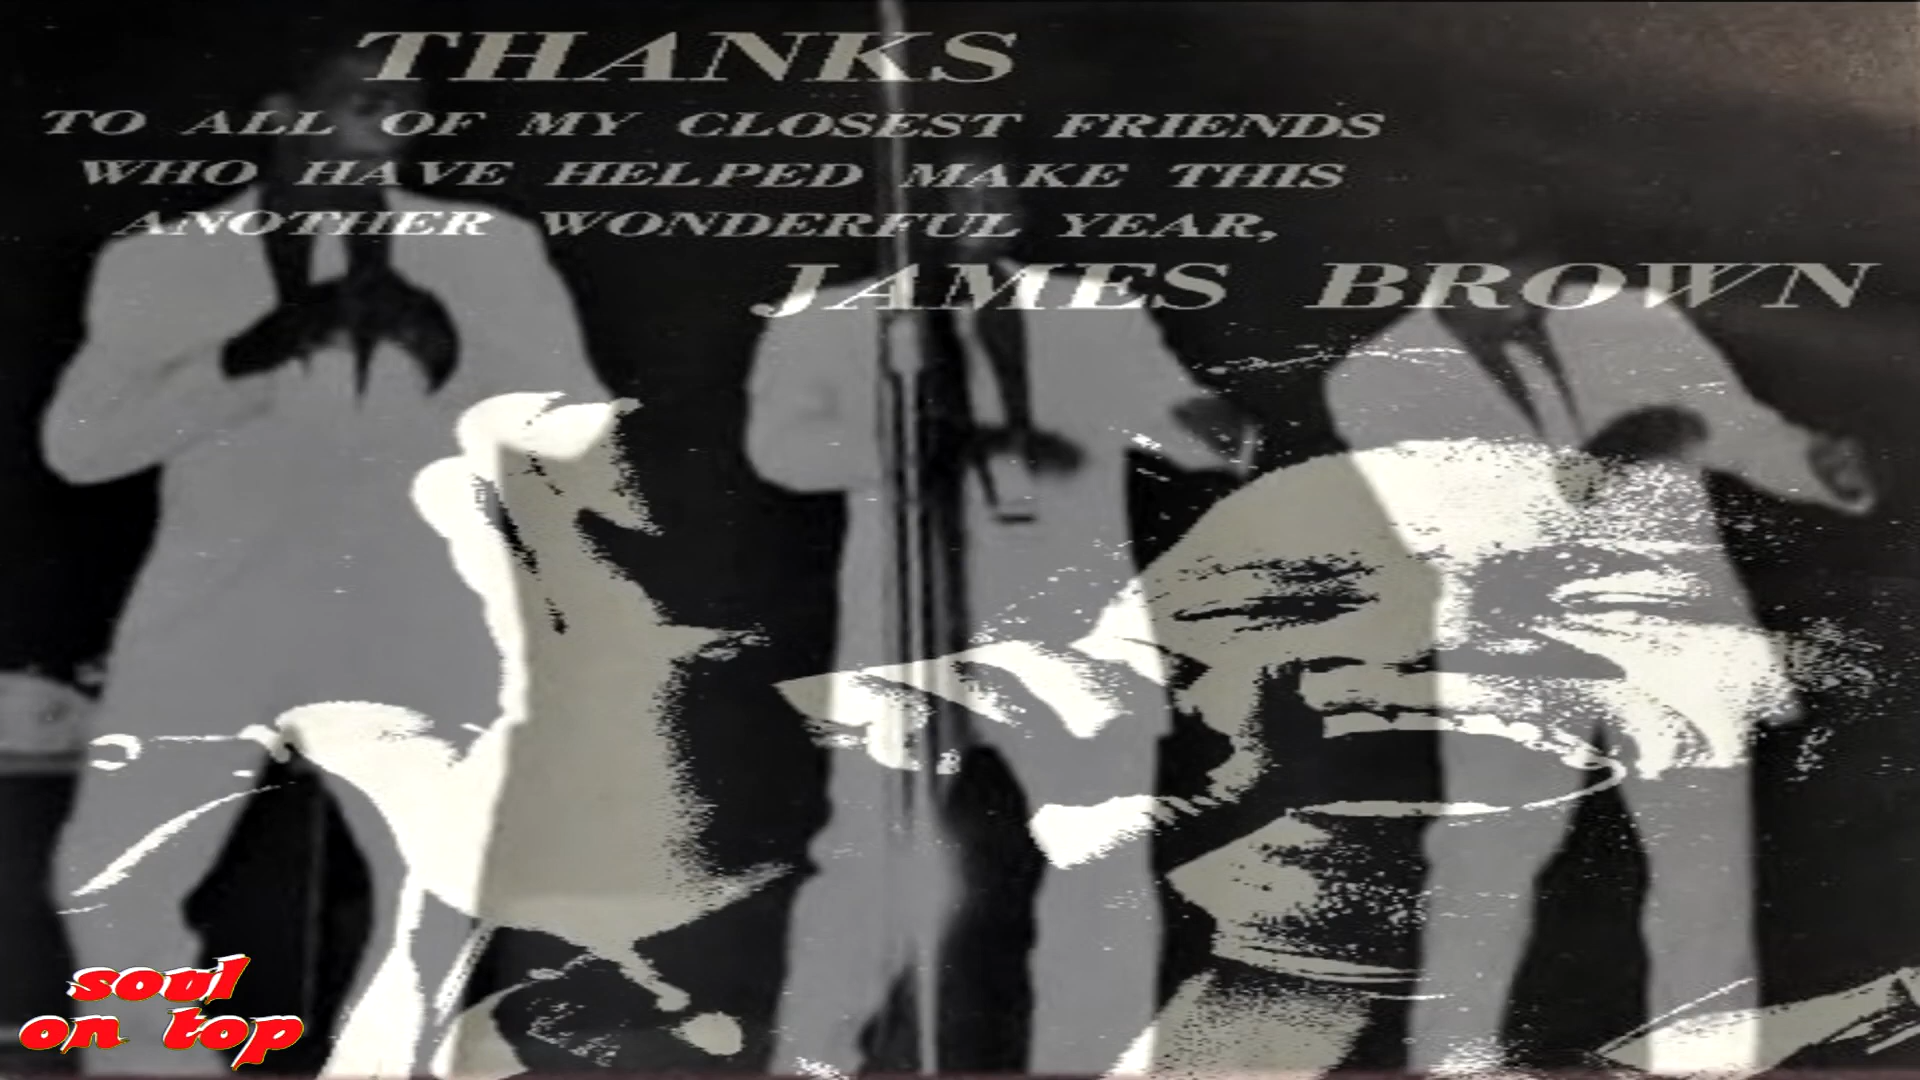 THANKS
TO ALL OF MY CLOSEST FRIENDS
WHO HAVE HELPED MAKE THIS
ANOTHER WONDERFUL YEAR,
JAMES BROWN
soul
on top